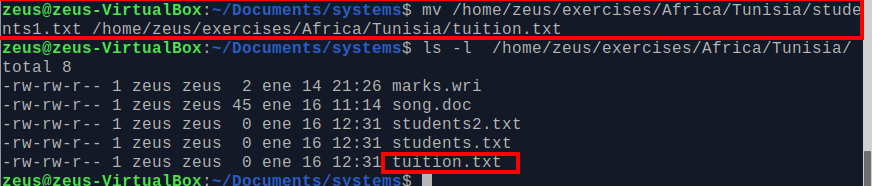 zeus@zeus-VirtualBox:~/Documents/systems$ mv /home/zeus/exercises/Africa/Tunisia/stude
nts1.txt /home/zeus/exercises/Africa/Tunisia/tuition.txt
zeus@zeus-VirtualBox:~/Documents/systems$ ls -l  /home/zeus/exercises/Africa/Tunisia/
total 8
-rw-rw-r-- 1 zeus zeus  2 ene 14 21:26 marks.wri
-rw-rw-r-- 1 zeus zeus 45 ene 16 11:14 song.doc
-rw-rw-r-- 1 zeus zeus  0 ene 16 12:31 students2.txt
-rw-rw-r-- 1 zeus zeus  0 ene 16 12:31 students.txt
-rw-rw-r-- 1 zeus zeus  0 ene 16 12:31 tuition.txt
zeus@zeus-VirtualBox:~/Documents/systems$